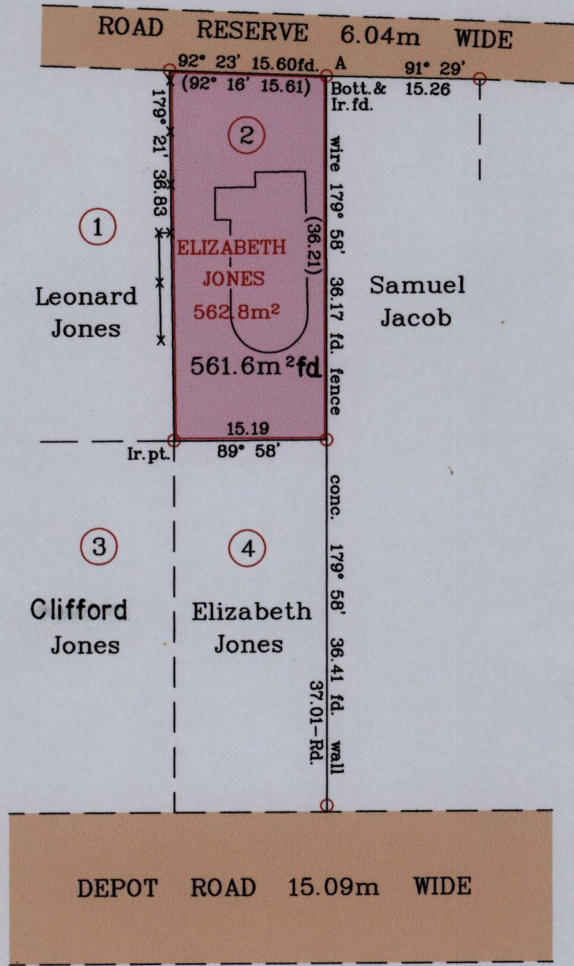 ROAD RESERVE 6.04m WIDE
92° 23' 15.60fd. A 91° 29'
(92° 16' 15.61) Bott.& 15.26
Ir.fd.
179° 21' 36.83
2
wire 179° 58' 36.17 fd. fence
(36.21)
1
ELIZABETH
JONES
562.8m²
561.6m²fd
Leonard
Jones
Samuel
Jacob
15.19
Ir.pt. 89° 58'
3
4
conc. 179° 58' 36.41 fd. wall
37.01-Rd.
Clifford
Jones
Elizabeth
Jones
DEPOT ROAD 15.09m WIDE